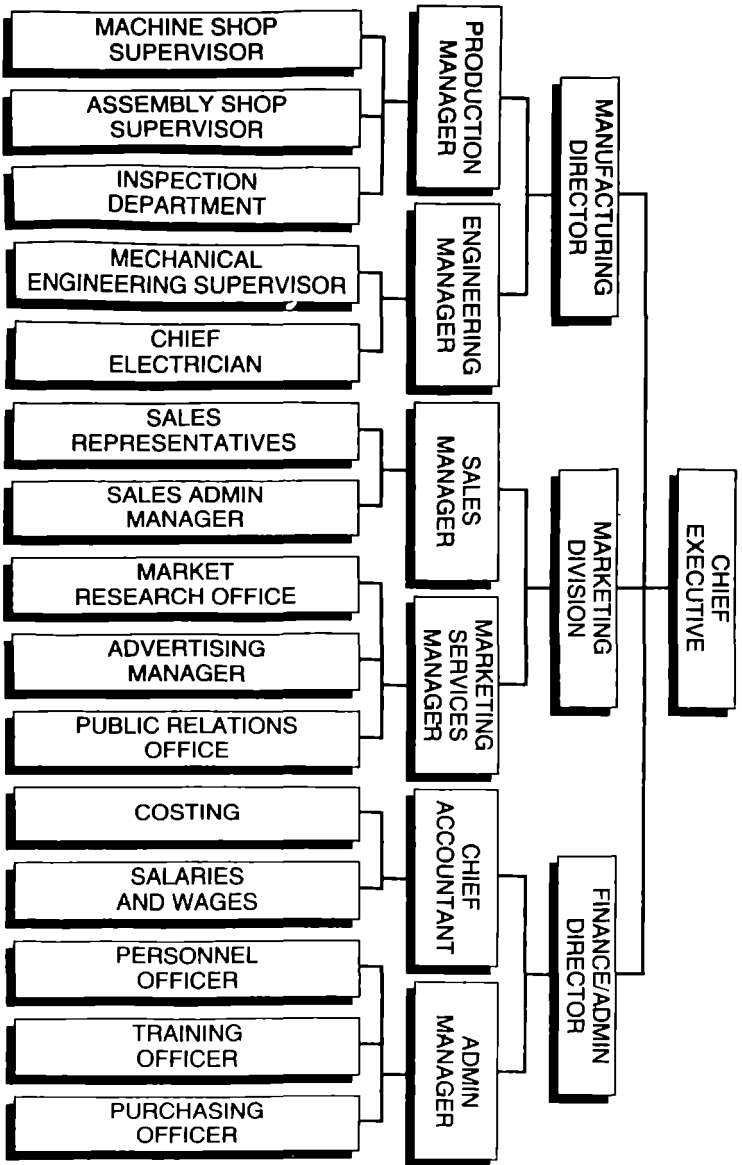 CHIEF
EXECUTIVE
MANUFACTURING
DIRECTOR
MARKETING
DIVISION
FINANCE/ADMIN
DIRECTOR
PRODUCTION
MANAGER
ENGINEERING
MANAGER
SALES
MANAGER
MARKETING
SERVICES
MANAGER
CHIEF
ACCOUNTANT
ADMIN
MANAGER
MACHINE SHOP
SUPERVISOR
ASSEMBLY SHOP
SUPERVISOR
INSPECTION
DEPARTMENT
MECHANICAL
ENGINEERING SUPERVISOR
CHIEF
ELECTRICIAN
SALES
REPRESENTATIVES
SALES ADMIN
MANAGER
MARKET
RESEARCH OFFICE
ADVERTISING
MANAGER
PUBLIC RELATIONS
OFFICE
COSTING
SALARIES
AND WAGES
PERSONNEL
OFFICER
TRAINING
OFFICER
PURCHASING
OFFICER